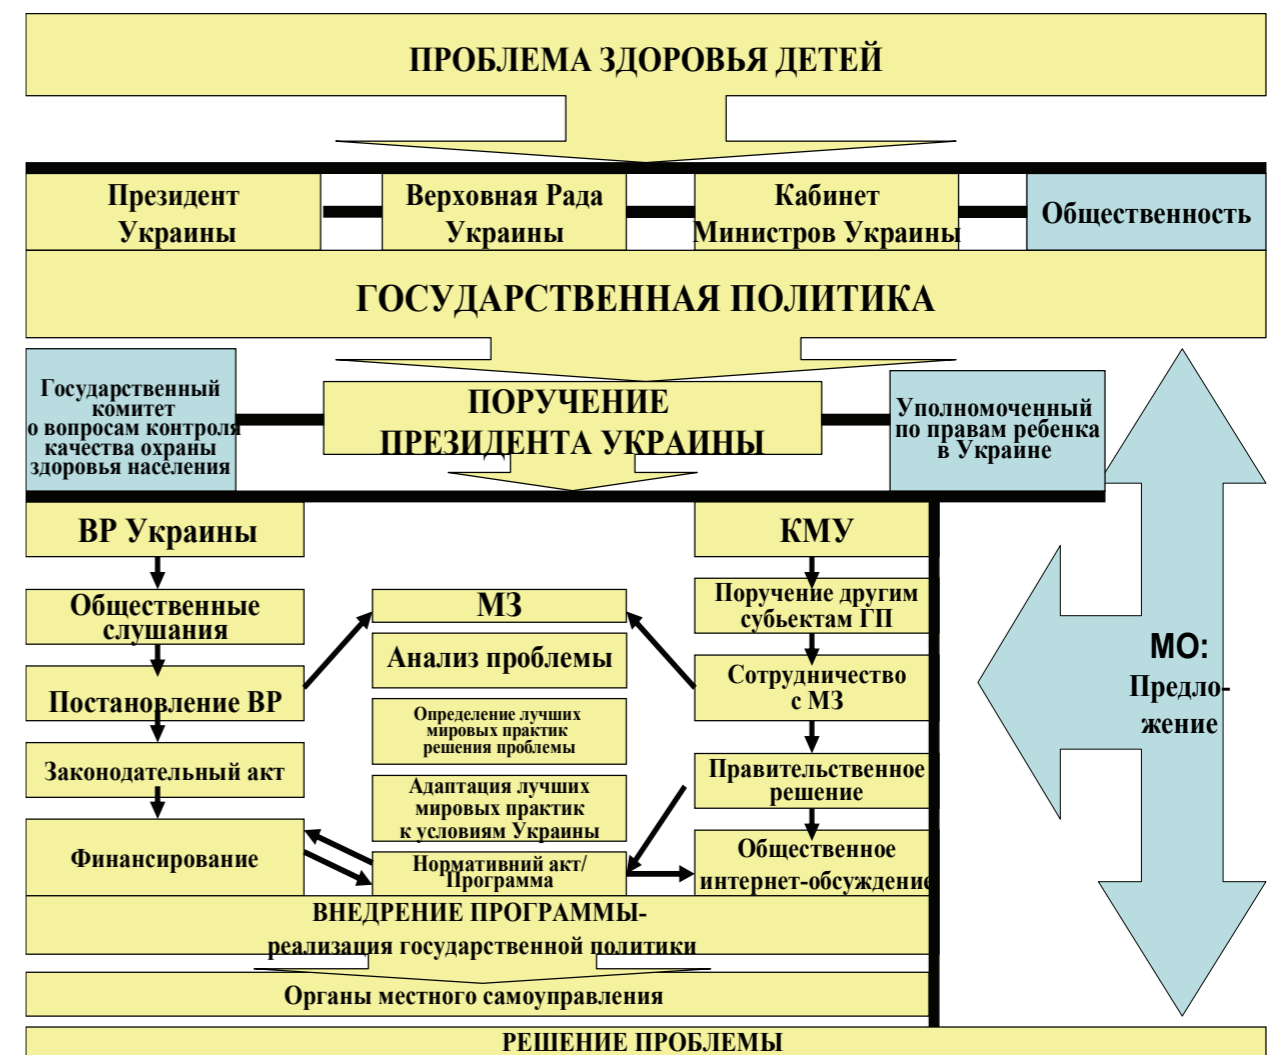 ПРОБЛЕМА ЗДОРОВЬЯ ДЕТЕЙ
Президент
Украины
Верховная Рада
Украины
Кабинет
Министров Украины
Общественность
ГОСУДАРСТВЕННАЯ ПОЛИТИКА
Государственный
комитет
о вопросам контроля
качества охраны
здоровья населения
ПОРУЧЕНИЕ
ПРЕЗИДЕНТА УКРАИНЫ
Уполномоченный
по правам ребенка
в Украине
ВР Украины
Общественные
слушания
Постановление ВР
Законодательный акт
Финансирование
МЗ
Анализ проблемы
Определение лучших
мировых практик
решения проблемы
Адаптация лучших
мировых практик
к условиям Украины
Нормативний акт/
Программа
КМУ
Поручение другим
субьектам ГП
Сотрудничество
с МЗ
Правительственное
решение
Общественное
интернет-обсуждение
МО:
Предло-
жение
ВНЕДРЕНИЕ ПРОГРАММЫ-
реализация государственной политики
Органы местного самоуправления
РЕШЕНИЕ ПРОБЛЕМЫ